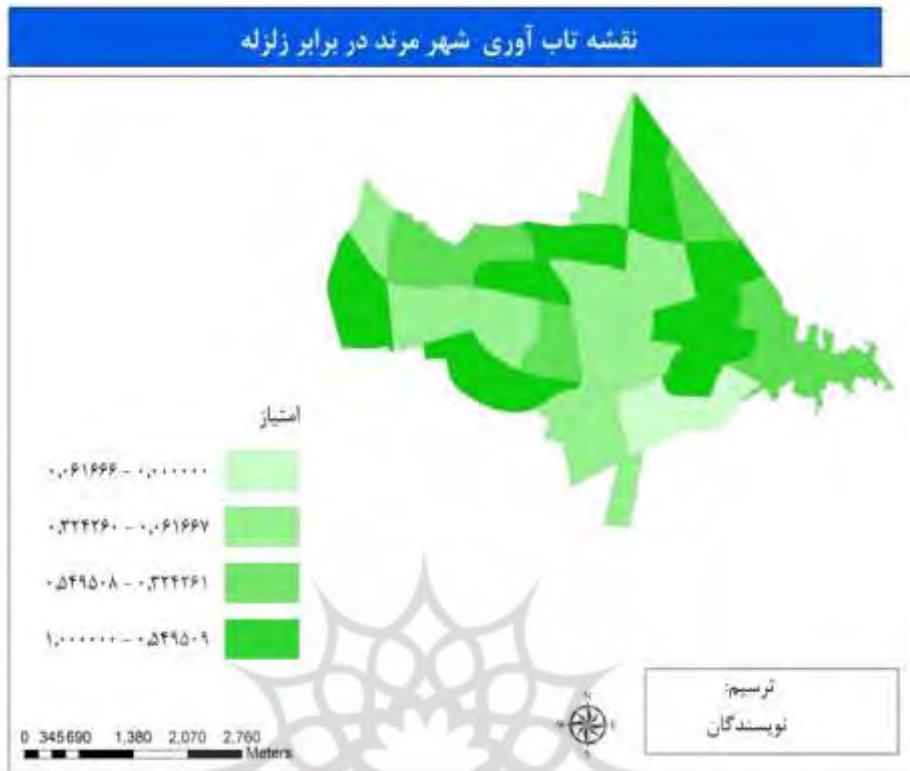 نقشه تاب آوری شهر مرند در برابر زلزله
امتیاز
۰,۰۶۱۶۶۶ - ۰,۰۰۰۰۰۰
۰,۳۲۴۲۶۰ - ۰,۰۶۱۶۶۷
۰,۵۴۹۵۰۸ - ۰,۳۲۴۲۶۱
۱,۰۰۰۰۰۰ - ۰,۵۴۹۵۰۹
ترسیم:
نویسندگان
N
W E
S
0 345690 1,380 2,070 2,760
Meters